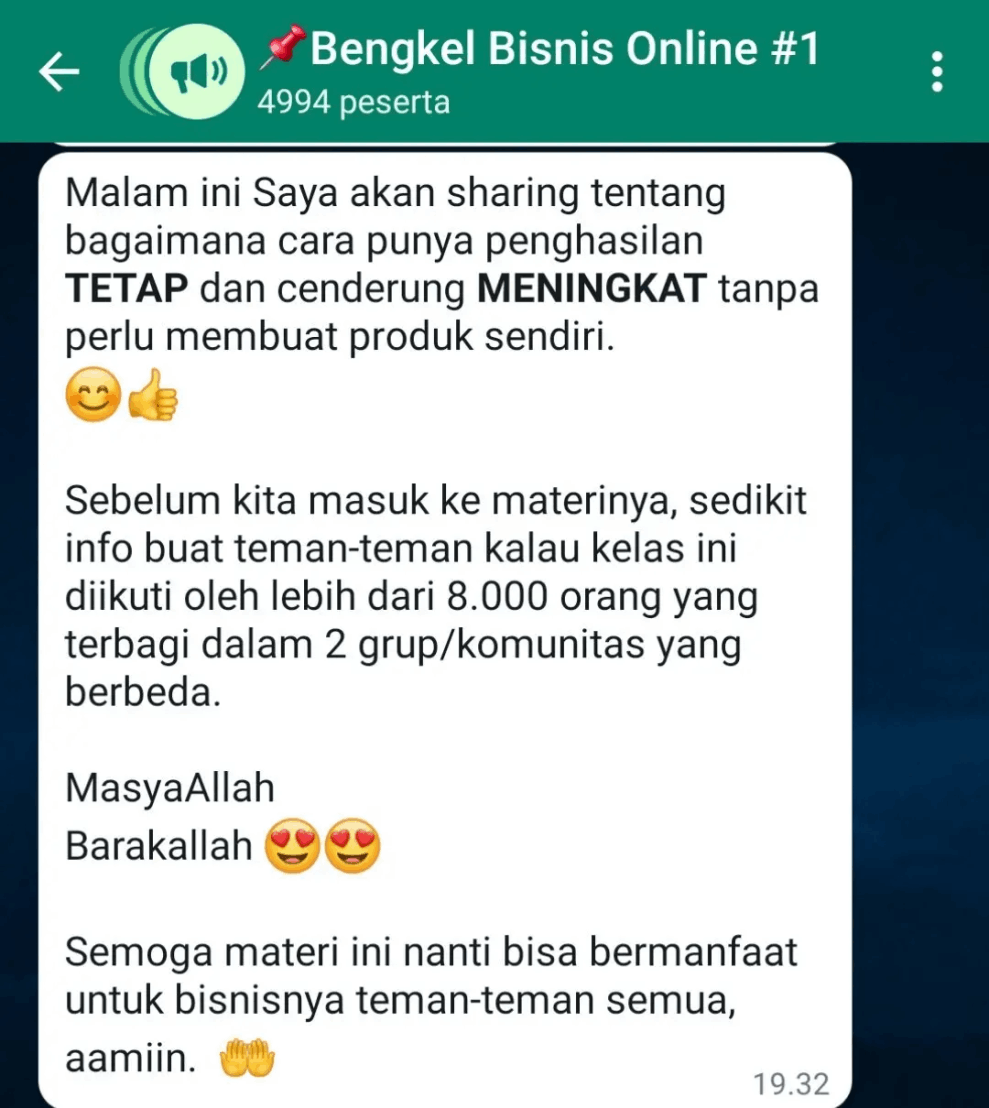 📌Bengkel Bisnis Online #1
4994 peserta
Malam ini Saya akan sharing tentang
bagaimana cara punya penghasilan
TETAP dan cenderung MENINGKAT tanpa
perlu membuat produk sendiri.
😊👍
Sebelum kita masuk ke materinya, sedikit
info buat teman-teman kalau kelas ini
diikuti oleh lebih dari 8.000 orang yang
terbagi dalam 2 grup/komunitas yang
berbeda.
MasyaAllah
Barakallah 😍😍
Semoga materi ini nanti bisa bermanfaat
untuk bisnisnya teman-teman semua,
aamiin. 🤲
19.32